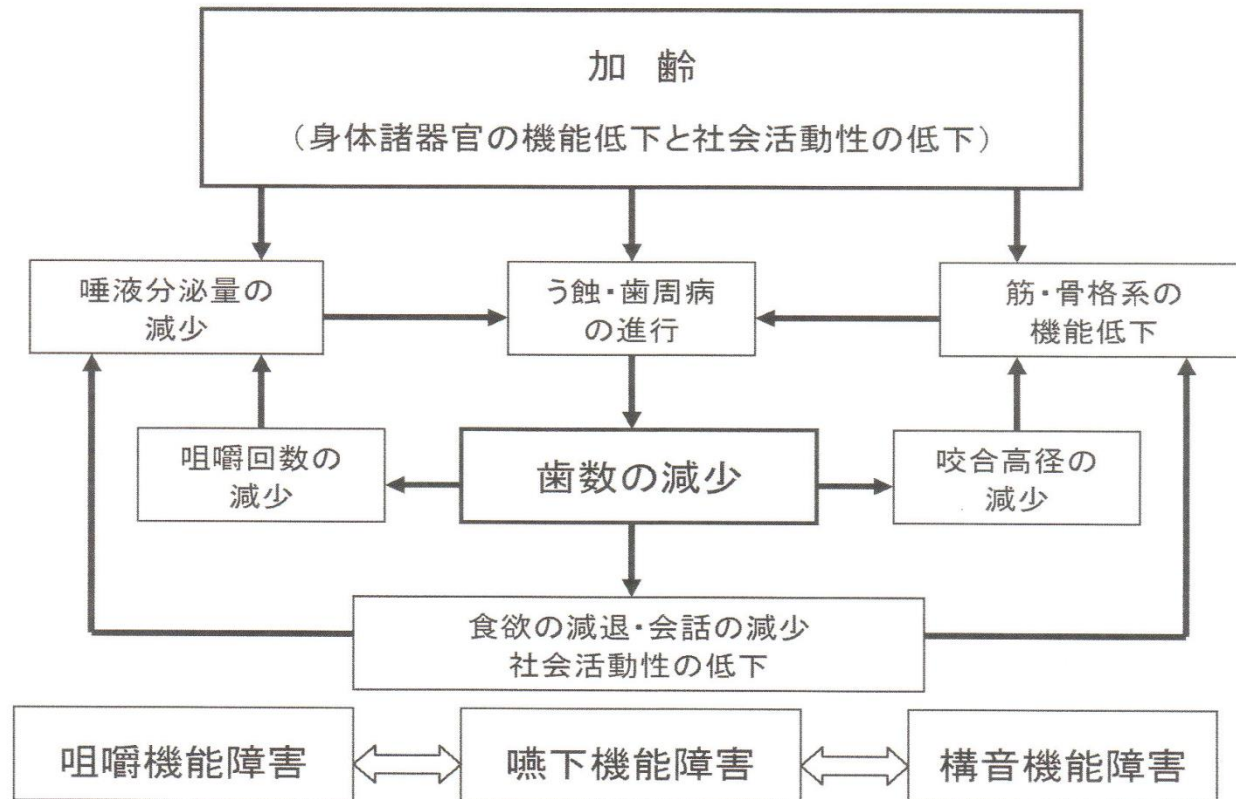 加 齢
（身体諸器官の機能低下と社会活動性の低下）
唾液分泌量の
減少
う蝕・歯周病
の進行
筋・骨格系の
機能低下
咀嚼回数の
減少
歯数の減少
咬合高径の
減少
食欲の減退・会話の減少
社会活動性の低下
咀嚼機能障害
嚥下機能障害
構音機能障害